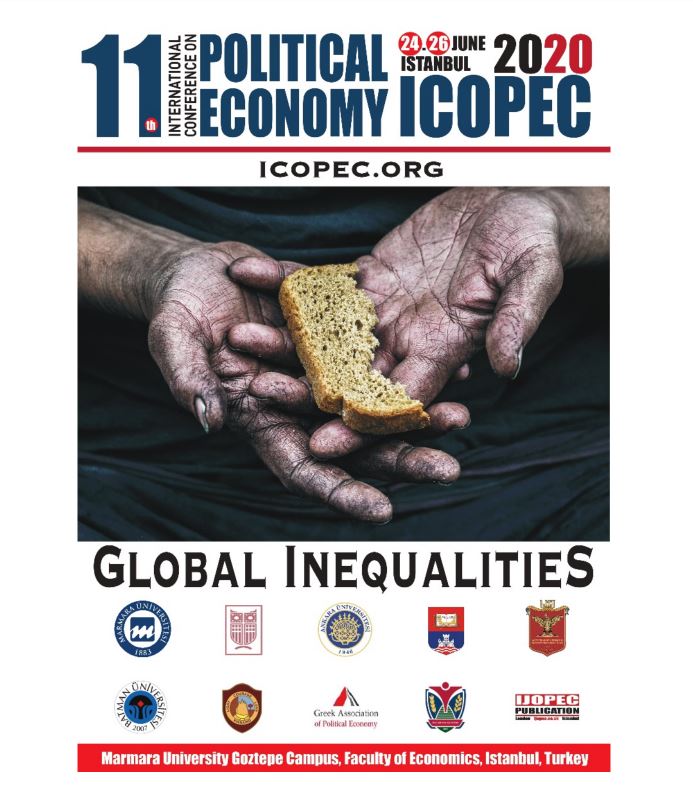 11th
INTERNATIONAL
CONFERENCE ON
POLITICAL
ECONOMY
24.26 JUNE
ISTANBUL
2020
ICOPEC
ICOPEC.ORG
GLOBAL INEQUALITIES
MARMARA ÜNİVERSİTESİ
1883
ANKARA ÜNİVERSİTESİ
1946
BATMAN ÜNİVERSİTESİ
2007
Greek Association
of Political Economy
IJOPEC
PUBLICATION
London ijopec.co.uk Istanbul
Marmara University Goztepe Campus, Faculty of Economics, Istanbul, Turkey